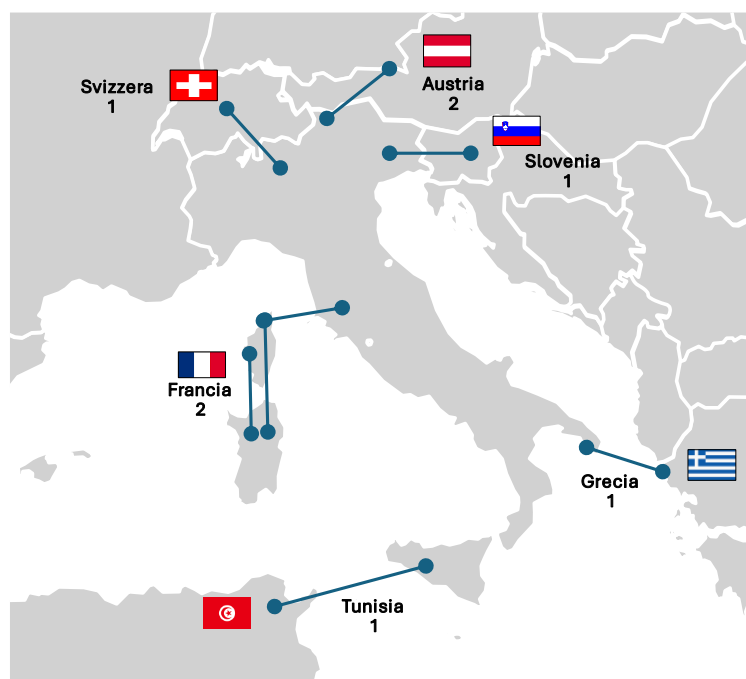 Svizzera
1
Austria
2
Slovenia
1
Francia
2
Grecia
1
Tunisia
1